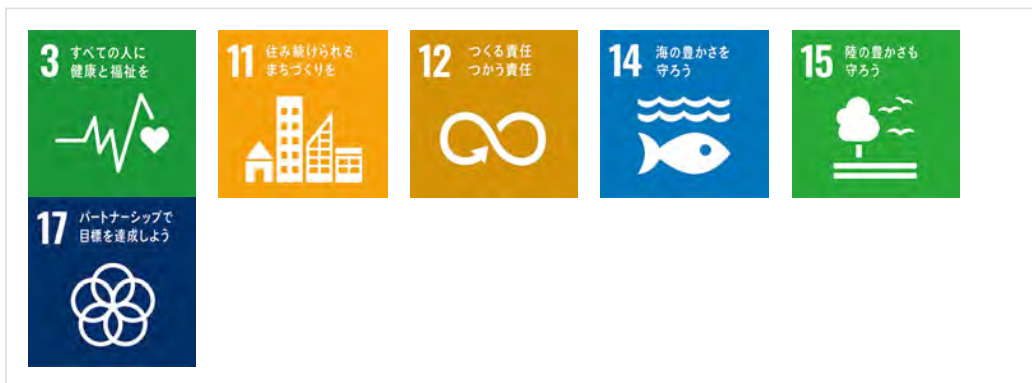 3 すべての人に
健康と福祉を
11 住み続けられる
まちづくりを
12 つくる責任
つかう責任
14 海の豊かさを
守ろう
15 陸の豊かさも
守ろう
17 パートナーシップで
目標を達成しよう